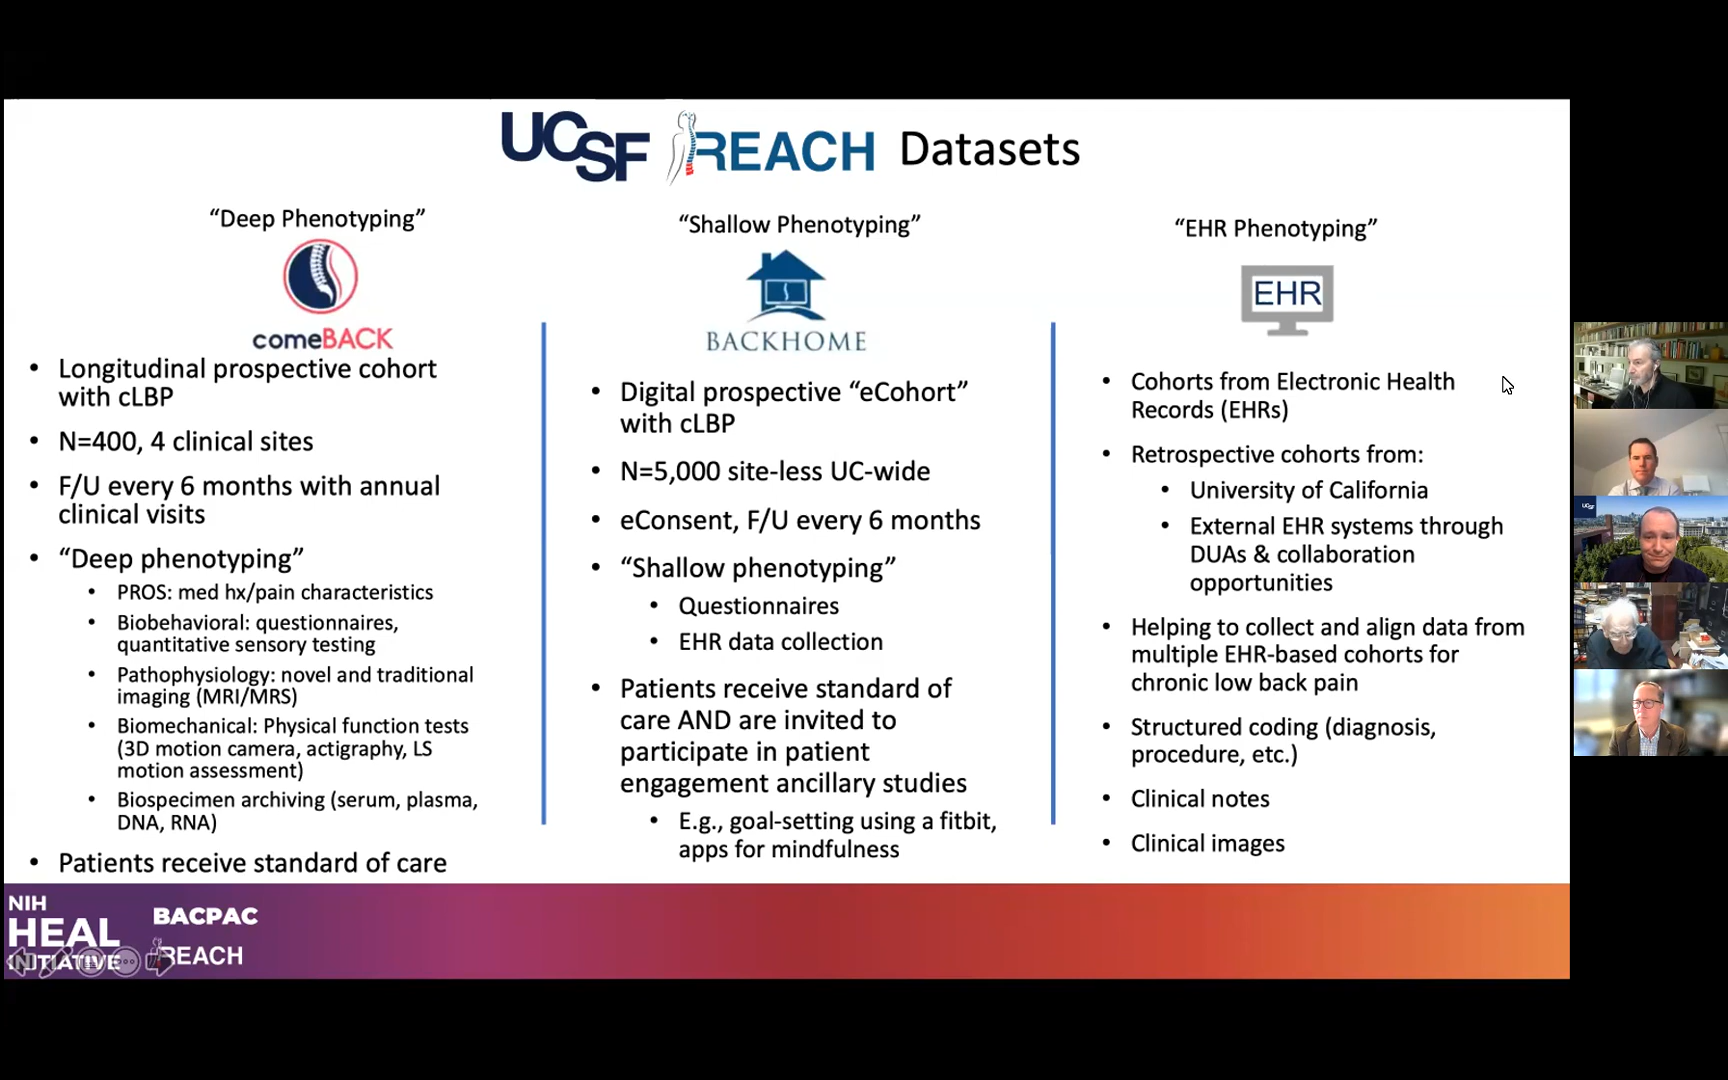 UCSF REACH Datasets
“Deep Phenotyping”
comeBACK
• Longitudinal prospective cohort
with cLBP
• N=400, 4 clinical sites
• F/U every 6 months with annual
clinical visits
• “Deep phenotyping”
• PROS: med hx/pain characteristics
• Biobehavioral: questionnaires,
quantitative sensory testing
• Pathophysiology: novel and traditional
imaging (MRI/MRS)
• Biomechanical: Physical function tests
(3D motion camera, actigraphy, LS
motion assessment)
• Biospecimen archiving (serum, plasma,
DNA, RNA)
• Patients receive standard of care
“Shallow Phenotyping”
BACKHOME
• Digital prospective “eCohort”
with cLBP
• N=5,000 site-less UC-wide
• eConsent, F/U every 6 months
• “Shallow phenotyping”
• Questionnaires
• EHR data collection
• Patients receive standard of
care AND are invited to
participate in patient
engagement ancillary studies
• E.g., goal-setting using a fitbit,
apps for mindfulness
“EHR Phenotyping”
EHR
• Cohorts from Electronic Health
Records (EHRs)
• Retrospective cohorts from:
• University of California
• External EHR systems through
DUAs & collaboration
opportunities
• Helping to collect and align data from
multiple EHR-based cohorts for
chronic low back pain
• Structured coding (diagnosis,
procedure, etc.)
• Clinical notes
• Clinical images
NIH
HEAL
INITIATIVE
BACPAC
REACH
UCSF